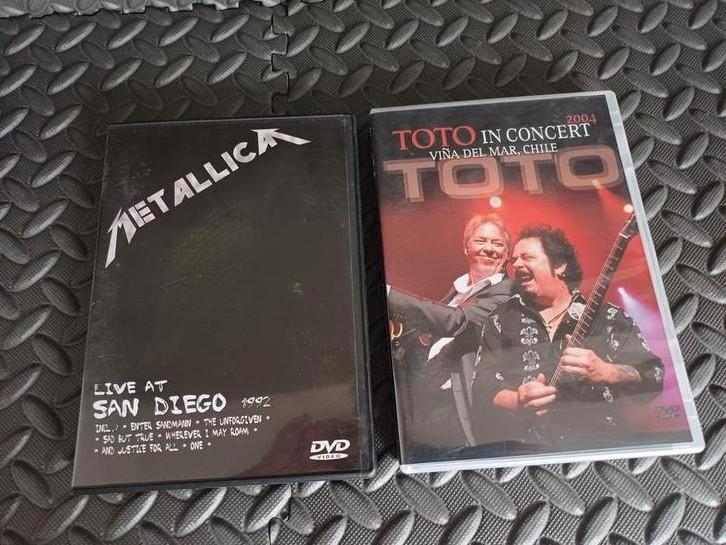 METALLICA
LIVE AT
SAN DIEGO 1992
INCL.: • ENTER SANDMANN • THE UNFORGIVEN •
• SAD BUT TRUE • WHEREVER I MAY ROAM •
• AND JUSTICE FOR ALL • ONE •
DVD
VIDEO
2004
TOTO IN CONCERT
VIÑA DEL MAR, CHILE
TOTO
DVD